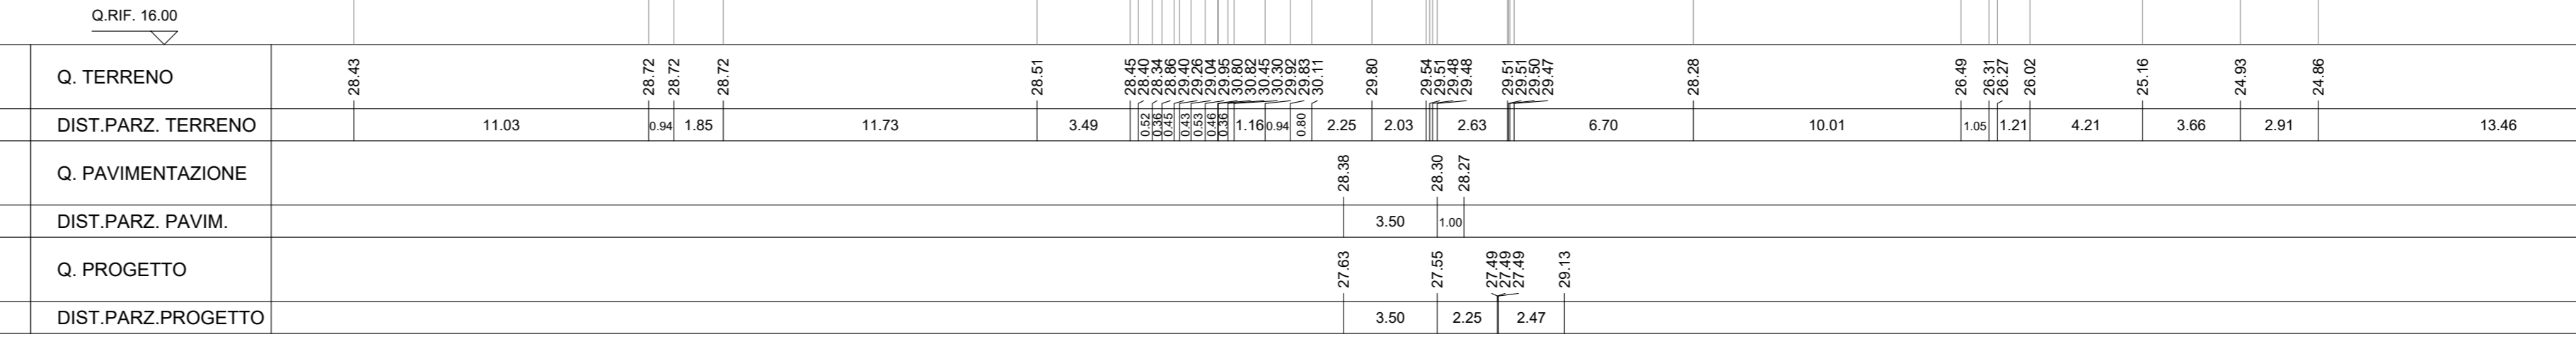 Q.RIF. 16.00
Q. TERRENO 28.43 28.72 28.72 28.72 28.51 28.45 28.40 28.34 28.86 29.40 29.26 29.04 29.95 30.80 30.82 30.45 30.30 29.92 29.83 30.11 29.80 29.54 29.51 29.48 29.48 29.51 29.51 29.50 29.47 28.28 26.49 26.31 26.27 26.02 25.16 24.93 24.86
DIST.PARZ. TERRENO 11.03 0.94 1.85 11.73 3.49 0.52 0.36 0.45 0.43 0.53 0.46 0.36 1.16 0.94 0.80 2.25 2.03 2.63 6.70 10.01 1.05 1.21 4.21 3.66 2.91 13.46
Q. PAVIMENTAZIONE 28.38 28.30 28.27
DIST.PARZ. PAVIM. 3.50 1.00
Q. PROGETTO 27.63 27.55 27.49 27.49 27.49 29.13
DIST.PARZ.PROGETTO 3.50 2.25 2.47